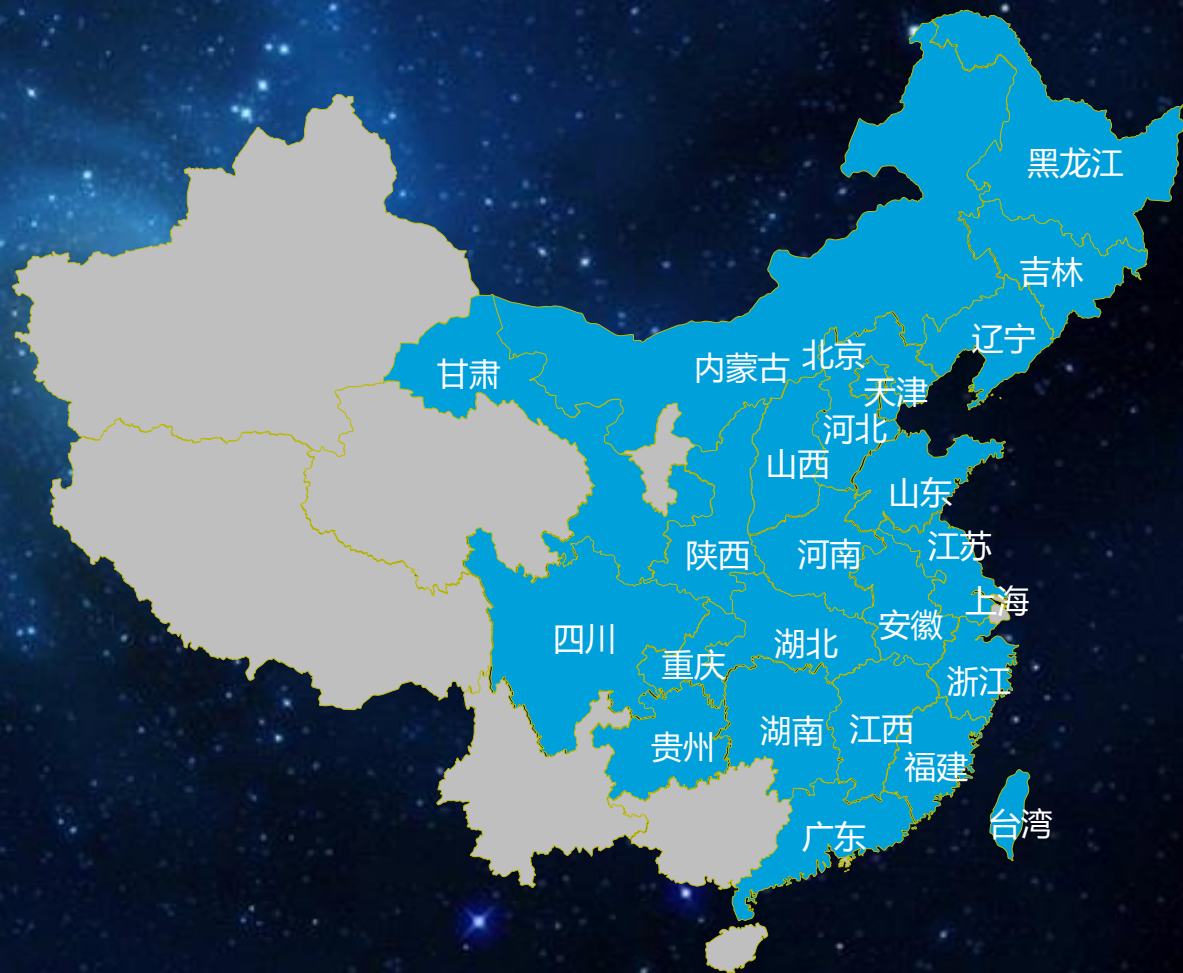 黑龙江
吉林
辽宁
北京
内蒙古
甘肃
天津
河北
山西
山东
江苏
陕西
河南
上海
安徽
四川
湖北
重庆
浙江
江西
湖南
贵州
福建
台湾
广东